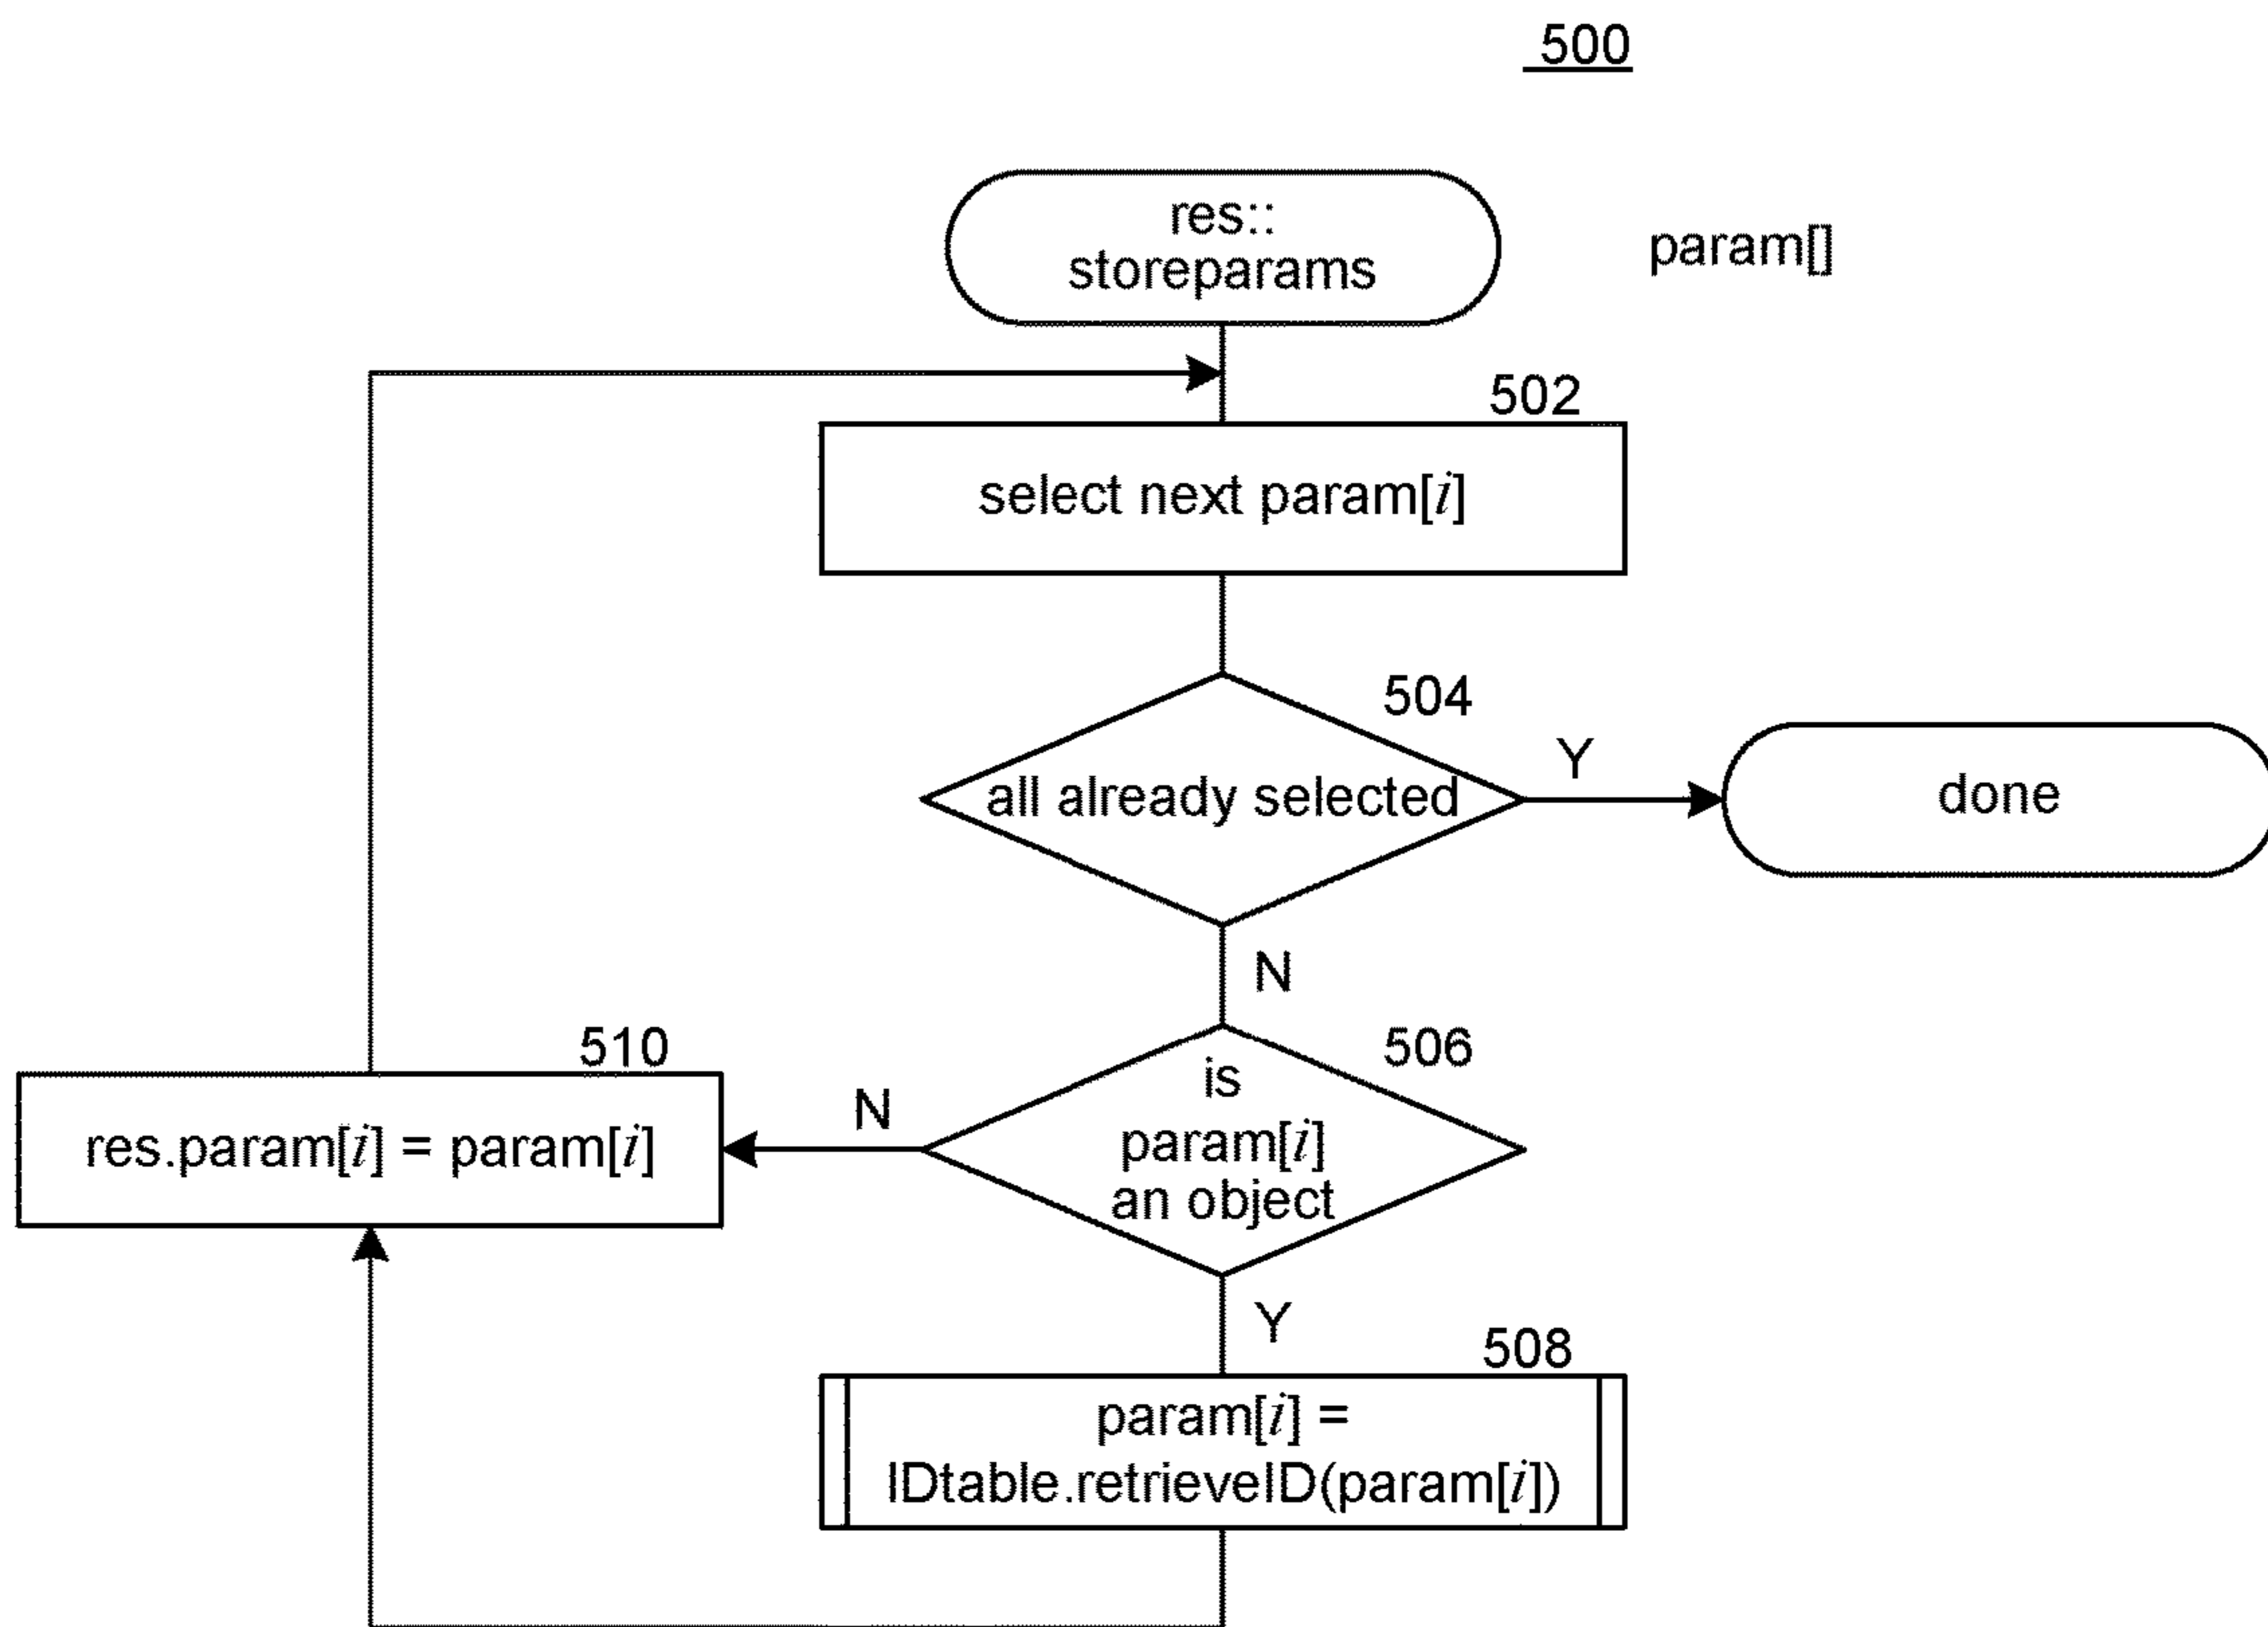 500
res::
storeparams
param[]
502
select next param[i]
504
all already selected
Y
done
N
506
is
param[i]
an object
N
510
res.param[i] = param[i]
Y
508
param[i] =
IDtable.retrieveID(param[i])